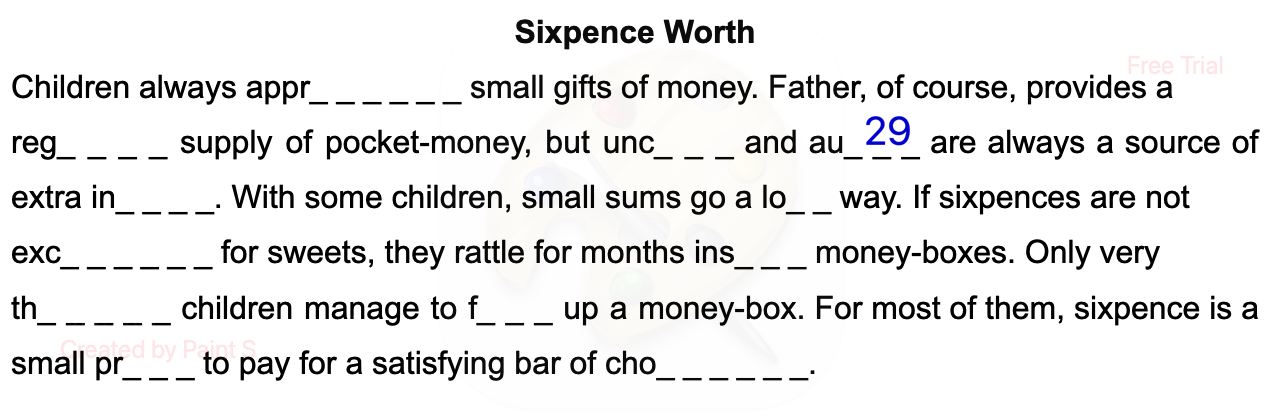 Sixpence Worth
Free Trial
Children always appr_ _ _ _ _ _ small gifts of money. Father, of course, provides a
reg_ _ _ _ supply of pocket-money, but unc_ _ _ and au_ _ _ are always a source of
29
extra in_ _ _ _. With some children, small sums go a lo_ _ way. If sixpences are not
exc_ _ _ _ _ _ for sweets, they rattle for months ins_ _ _ money-boxes. Only very
th_ _ _ _ _ children manage to f_ _ _ up a money-box. For most of them, sixpence is a
Created by Paint S
small pr_ _ _ to pay for a satisfying bar of cho_ _ _ _ _ _.